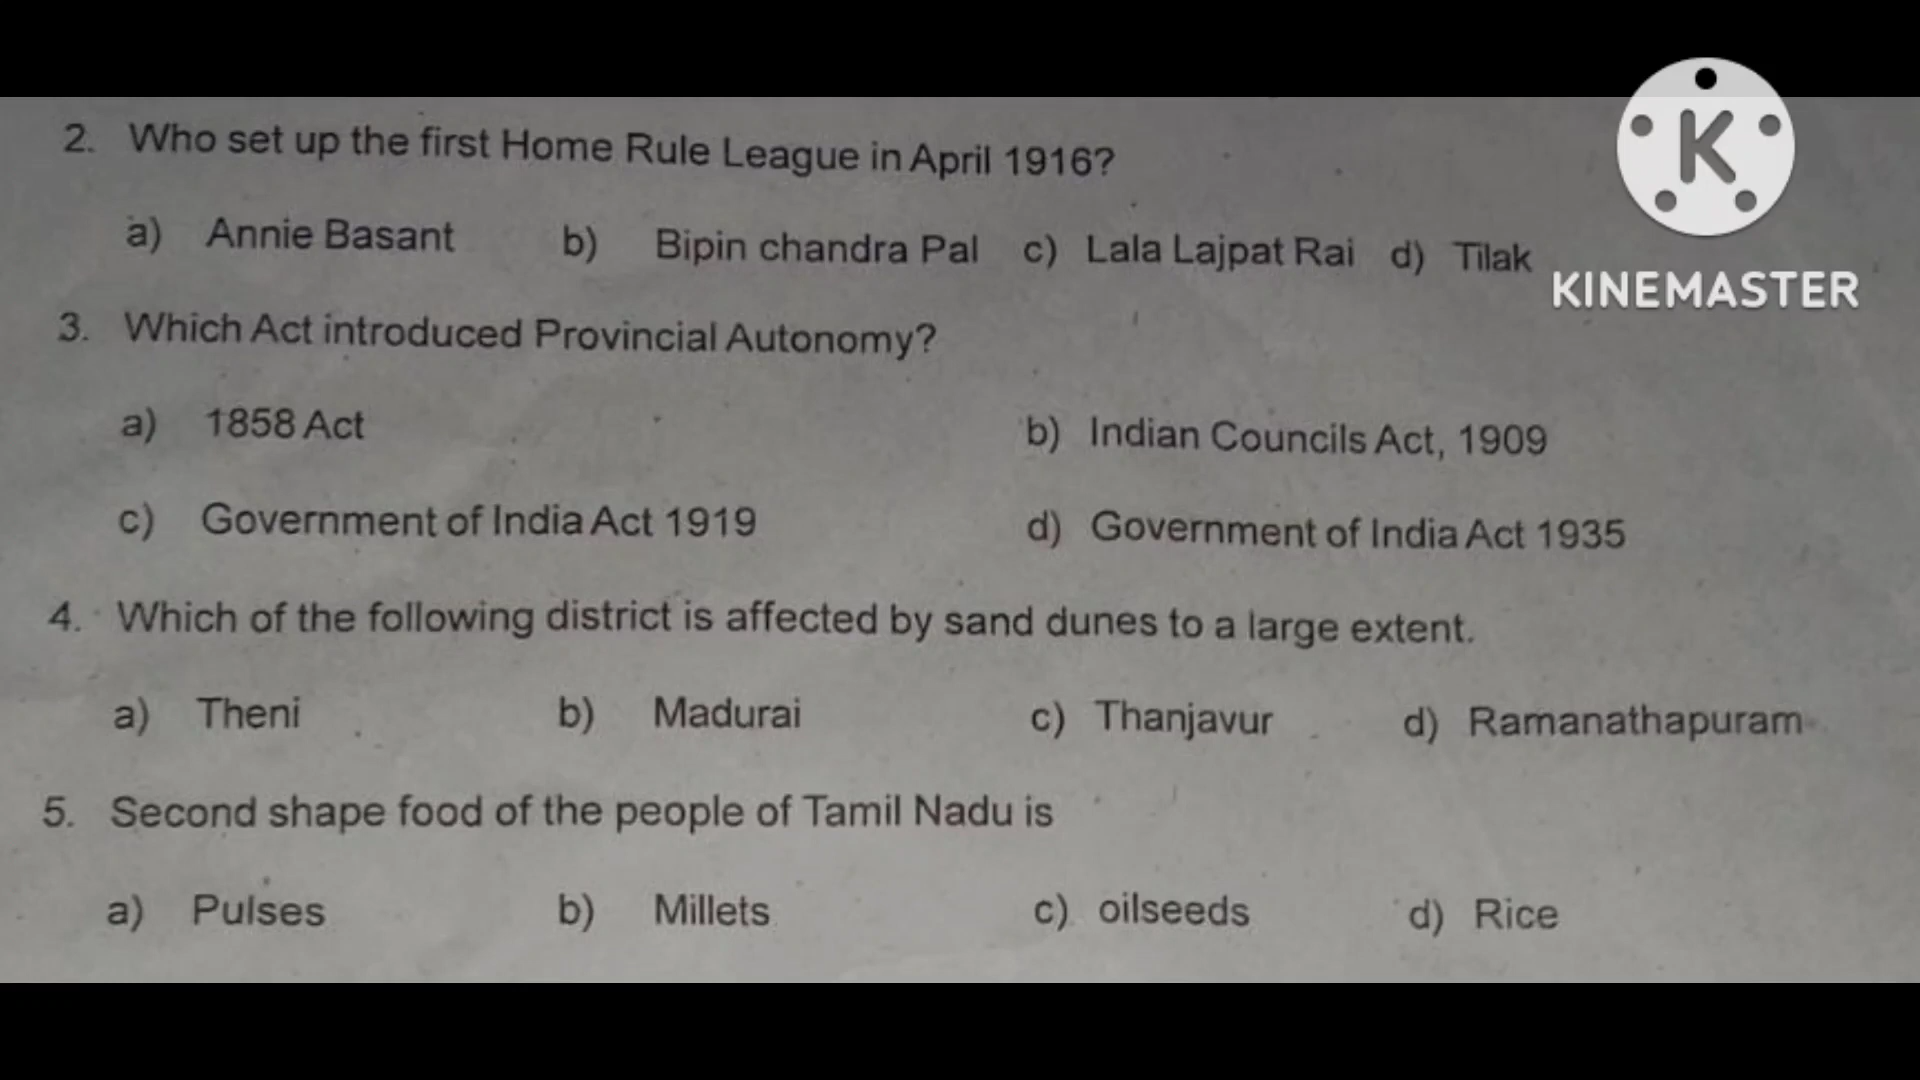 2. Who set up the first Home Rule League in April 1916?
a) Annie Basant b) Bipin chandra Pal c) Lala Lajpat Rai d) Tilak
K
KINEMASTER
3. Which Act introduced Provincial Autonomy?
a) 1858 Act b) Indian Councils Act, 1909
c) Government of India Act 1919 d) Government of India Act 1935
4. Which of the following district is affected by sand dunes to a large extent.
a) Theni b) Madurai c) Thanjavur d) Ramanathapuram
5. Second shape food of the people of Tamil Nadu is
a) Pulses b) Millets c) oilseeds d) Rice